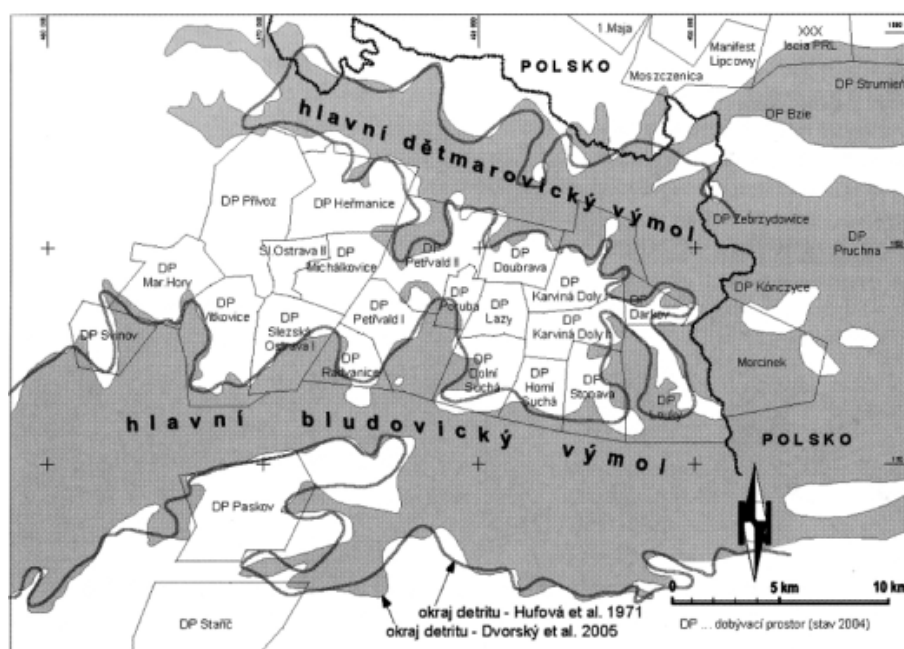 1 Maja
XXX
Manifest
Lipcowy
POLSKO
Moszczenica
DP Strumień
DP Bzie
hlavní dětmarovický výmol
DP Přívoz
DP Heřmanice
DP Zebrzydowice
DP
Pruchna
Sl Ostrava II
DP
Michálkovice
DP
Petřvald II
DP
Doubrava
DP
Mar.Hory
DP
Karviná Doly I
DP Kónczyce
DP
Vítkovice
DP
Poruba
DP
Lazy
DP
Darkov
DP
Petřvald I
DP
Karviná Doly II
DP Svinov
DP
Slezská
Ostrava I
DP
Radvanice
DP
Dolní
Suchá
DP
Horní
Suchá
DP
Stonava
Morcinek
DP
Louky
hlavní bludovický výmol
POLSKO
DP Paskov
0 5 km 10 km
okraj detritu - Hufová et al. 1971
okraj detritu - Dvorský et al. 2005
DP Staříč
DP ... dobývací prostor (stav 2004)